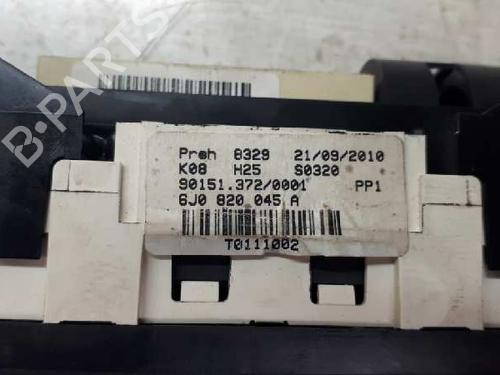 B-PARTS
Preh 8329 21/09/2010
K08 H25 S0320
90151.372/0001 PP1
6J0 820 045 A
T0111002